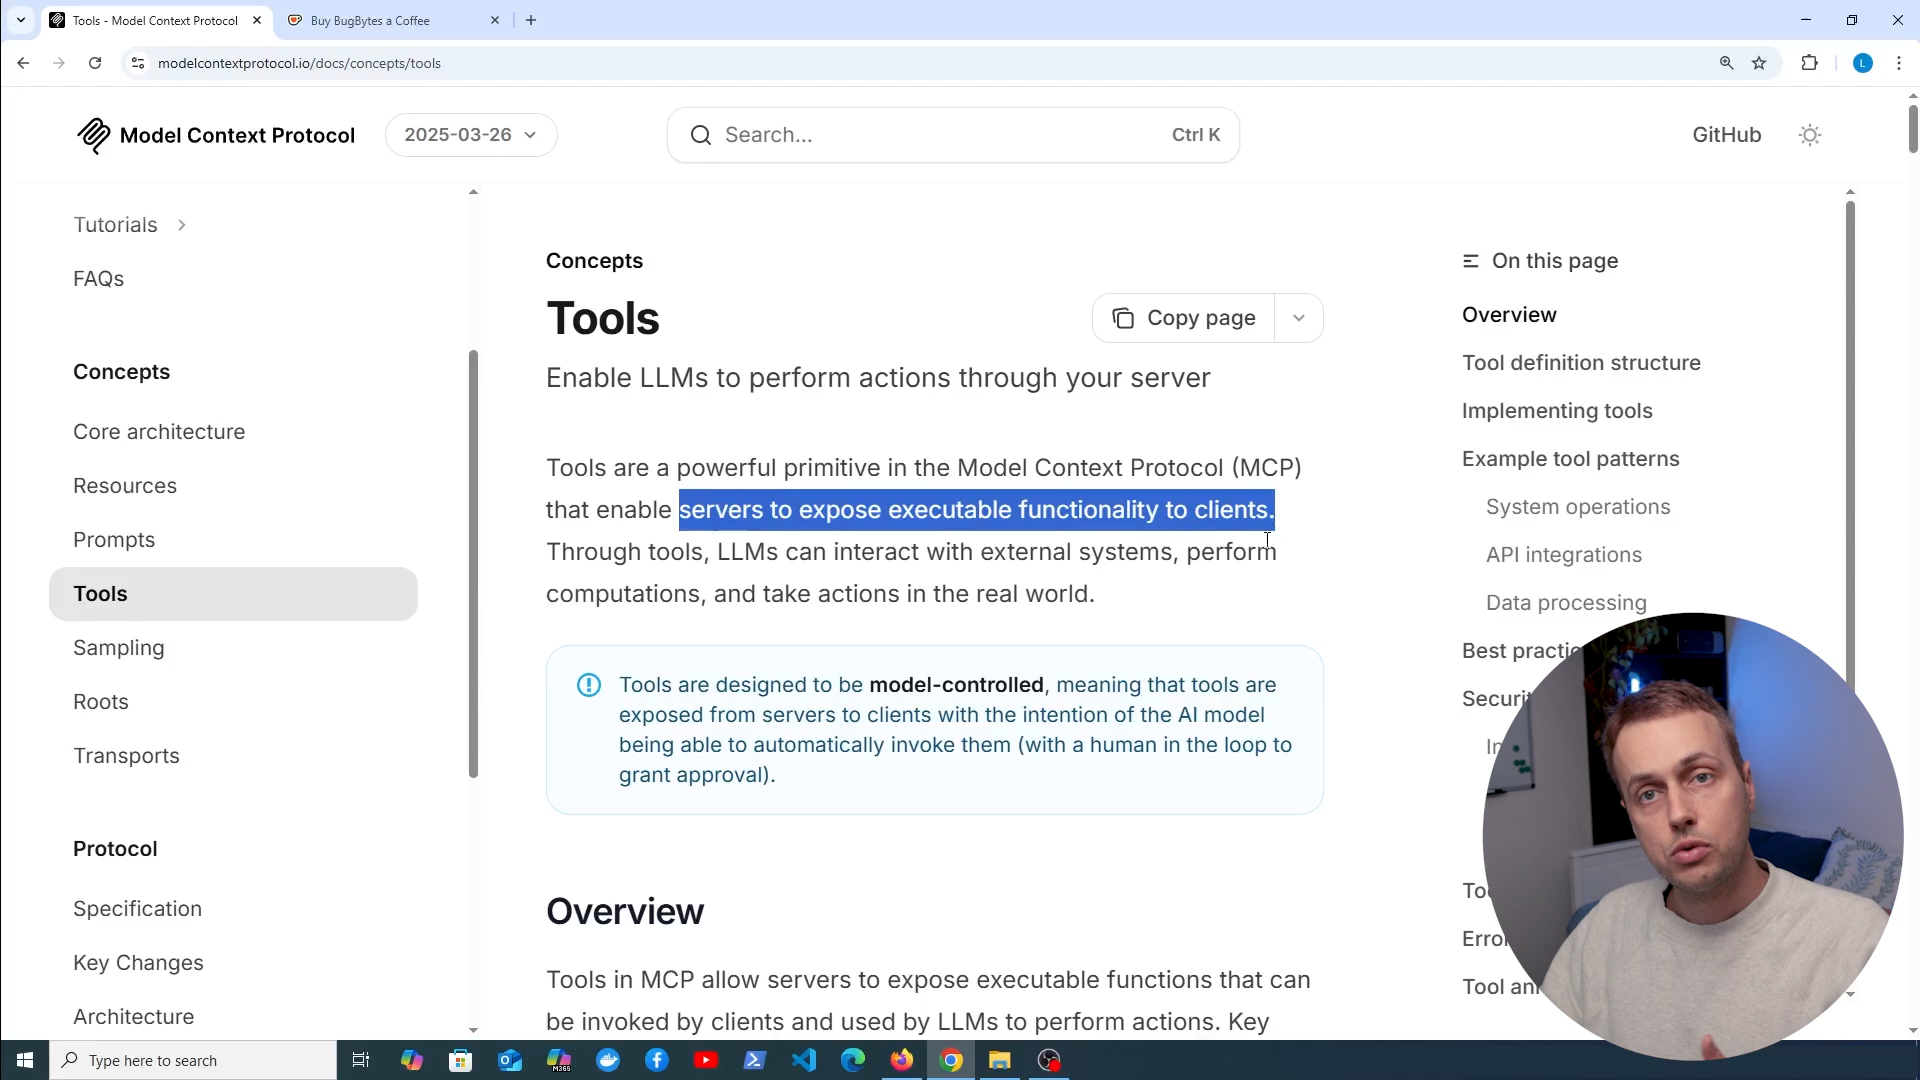 Tools - Model Context Protocol
Buy BugBytes a Coffee
modelcontextprotocol.io/docs/concepts/tools
L
Model Context Protocol
2025-03-26
Search...
Ctrl K
GitHub
Tutorials
FAQs
Concepts
Core architecture
Resources
Prompts
Tools
Sampling
Roots
Transports
Protocol
Specification
Key Changes
Architecture
Concepts
Tools
Copy page
Enable LLMs to perform actions through your server
Tools are a powerful primitive in the Model Context Protocol (MCP)
that enable servers to expose executable functionality to clients.
Through tools, LLMs can interact with external systems, perform
computations, and take actions in the real world.
Tools are designed to be model-controlled, meaning that tools are
exposed from servers to clients with the intention of the AI model
being able to automatically invoke them (with a human in the loop to
grant approval).
Overview
Tools in MCP allow servers to expose executable functions that can
be invoked by clients and used by LLMs to perform actions. Key
On this page
Overview
Tool definition structure
Implementing tools
Example tool patterns
System operations
API integrations
Data processing
Best
Type here to search
M365